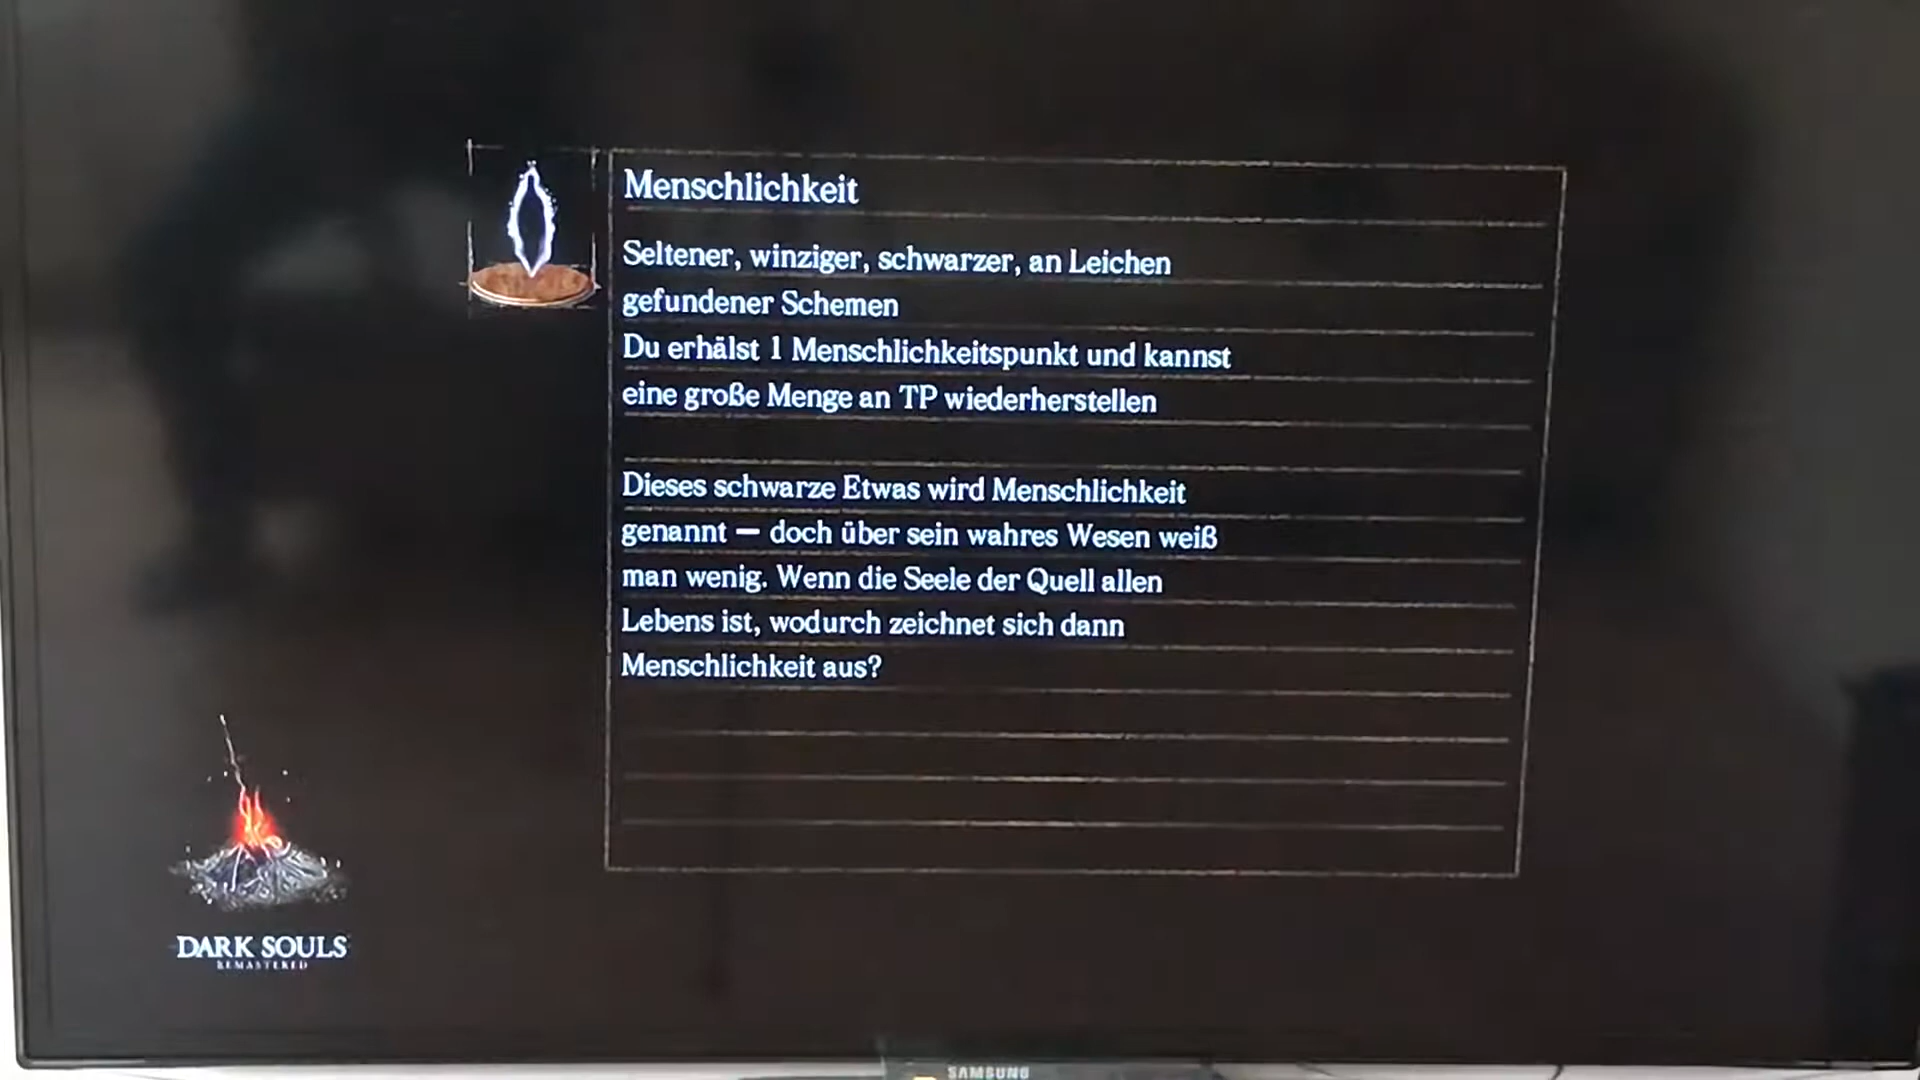 Menschlichkeit
Seltener, winziger, schwarzer, an Leichen
gefundener Schemen
Du erhälst 1 Menschlichkeitspunkt und kannst
eine große Menge an TP wiederherstellen
Dieses schwarze Etwas wird Menschlichkeit
genannt — doch über sein wahres Wesen weiß
man wenig. Wenn die Seele der Quell allen
Lebens ist, wodurch zeichnet sich dann
Menschlichkeit aus?
DARK SOULS
REMASTERED
SAMSUNG